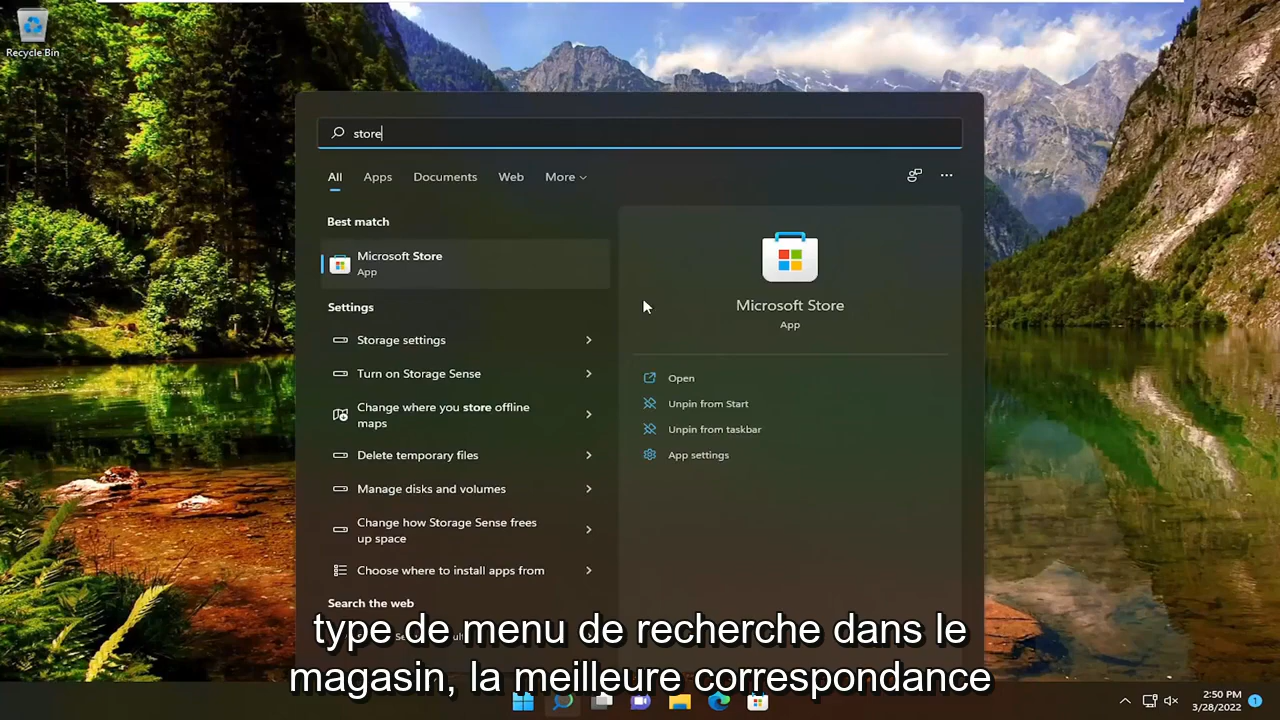 Recycle Bin
store
All Apps Documents Web More
Best match
Microsoft Store
App
Settings
Storage settings
Turn on Storage Sense
Change where you store offline
maps
Delete temporary files
Manage disks and volumes
Change how Storage Sense frees
up space
Choose where to install apps from
Search the web
Microsoft Store
App
Open
Unpin from Start
Unpin from taskbar
App settings
type de menu de recherche dans le
magasin, la meilleure correspondance
2:50 PM
3/28/2022
1